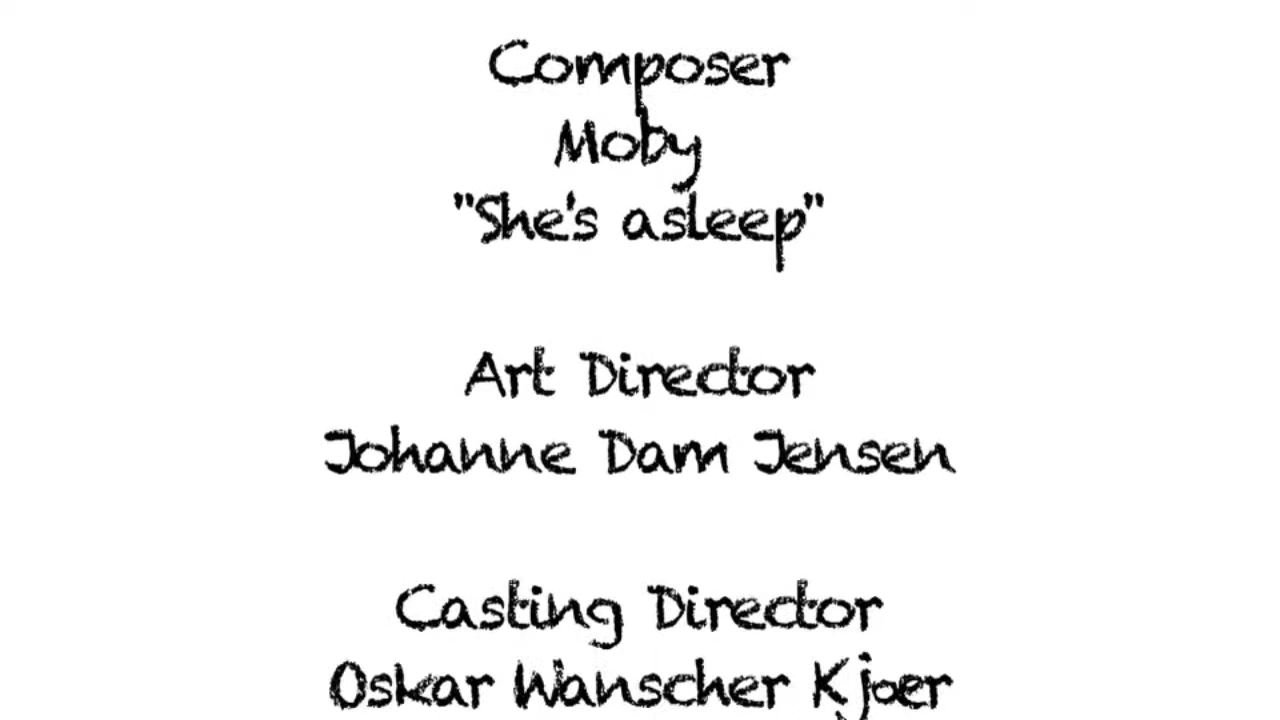 Composer
Moby
"She's asleep"
Art Director
Johanne Dam Jensen
Casting Director
Oskar Wanscher Kjoer